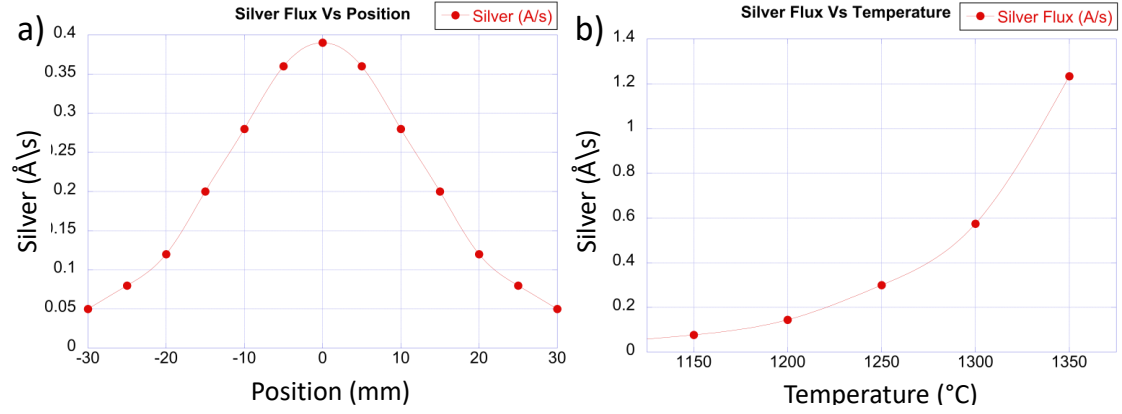 a)
Silver Flux Vs Position
Silver (A/s)
0.4
0.35
0.3
0.25
0.2
0.15
0.1
0.05
0
Silver (Å\s)
-30 -20 -10 0 10 20 30
Position (mm)
b)
Silver Flux Vs Temperature
Silver Flux (A/s)
1.4
1.2
1
0.8
0.6
0.4
0.2
0
Silver (Å\s)
1150 1200 1250 1300 1350
Temperature (°C)